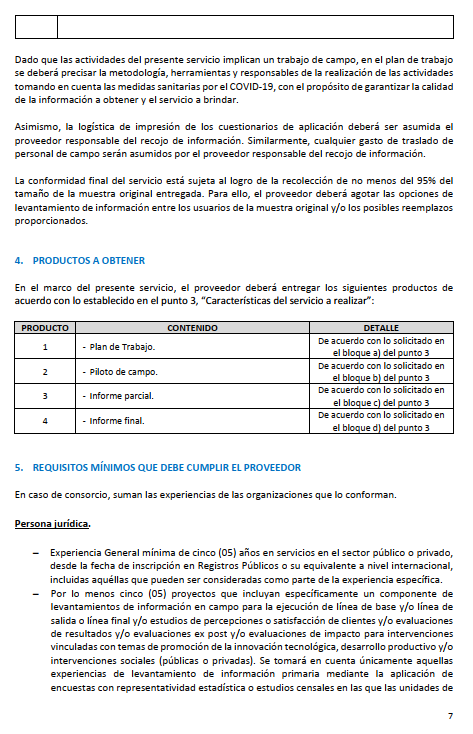 Dado que las actividades del presente servicio implican un trabajo de campo, en el plan de trabajo
se deberá precisar la metodología, herramientas y responsables de la realización de las actividades
tomando en cuenta las medidas sanitarias por el COVID-19, con el propósito de garantizar la calidad
de la información a obtener y el servicio a brindar.
Asimismo, la logística de impresión de los cuestionarios de aplicación deberá ser asumida el
proveedor responsable del recojo de información. Similarmente, cualquier gasto de traslado de
personal de campo serán asumidos por el proveedor responsable del recojo de información.
La conformidad final del servicio está sujeta al logro de la recolección de no menos del 95% del
tamaño de la muestra original entregada. Para ello, el proveedor deberá agotar las opciones de
levantamiento de información entre los usuarios de la muestra original y/o los posibles reemplazos
proporcionados.
4. PRODUCTOS A OBTENER
En el marco del presente servicio, el proveedor deberá entregar los siguientes productos de
acuerdo con lo establecido en el punto 3, “Características del servicio a realizar”:
PRODUCTO CONTENIDO DETALLE
1 - Plan de Trabajo. De acuerdo con lo solicitado en
el bloque a) del punto 3
2 - Piloto de campo. De acuerdo con lo solicitado en
el bloque b) del punto 3
3 - Informe parcial. De acuerdo con lo solicitado en
el bloque c) del punto 3
4 - Informe final. De acuerdo con lo solicitado en
el bloque d) del punto 3
5. REQUISITOS MÍNIMOS QUE DEBE CUMPLIR EL PROVEEDOR
En caso de consorcio, suman las experiencias de las organizaciones que lo conforman.
Persona jurídica.
– Experiencia General mínima de cinco (05) años en servicios en el sector público o privado,
desde la fecha de inscripción en Registros Públicos o su equivalente a nivel internacional,
incluidas aquéllas que pueden ser consideradas como parte de la experiencia específica.
– Por lo menos cinco (05) proyectos que incluyan específicamente un componente de
levantamientos de información en campo para la ejecución de línea de base y/o línea de
salida o línea final y/o estudios de percepciones o satisfacción de clientes y/o evaluaciones
de resultados y/o evaluaciones ex post y/o evaluaciones de impacto para intervenciones
vinculadas con temas de promoción de la innovación tecnológica, desarrollo productivo y/o
intervenciones sociales (públicas o privadas). Se tomará en cuenta únicamente aquellas
experiencias de levantamiento de información primaria mediante la aplicación de
encuestas con representatividad estadística o estudios censales en las que las unidades de
7